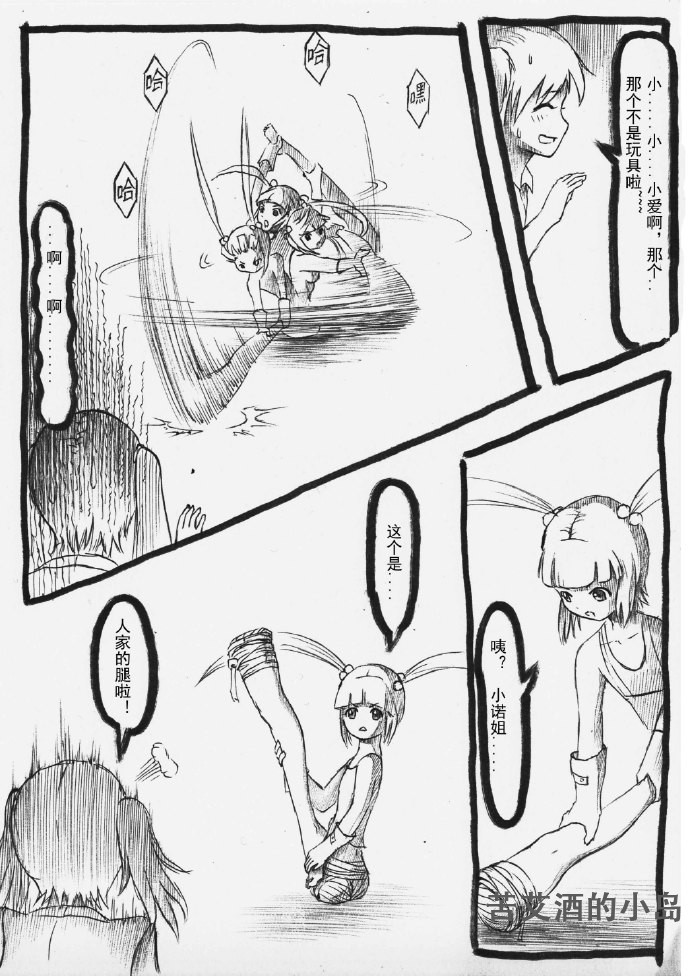 小.....小....小爱啊，那个..
那个不是玩具啦~~~
嘿
哈
哈
哈
...啊....啊......
咦？
小诺姐.....
这个是....
人家的腿啦！
苦艾酒的小岛